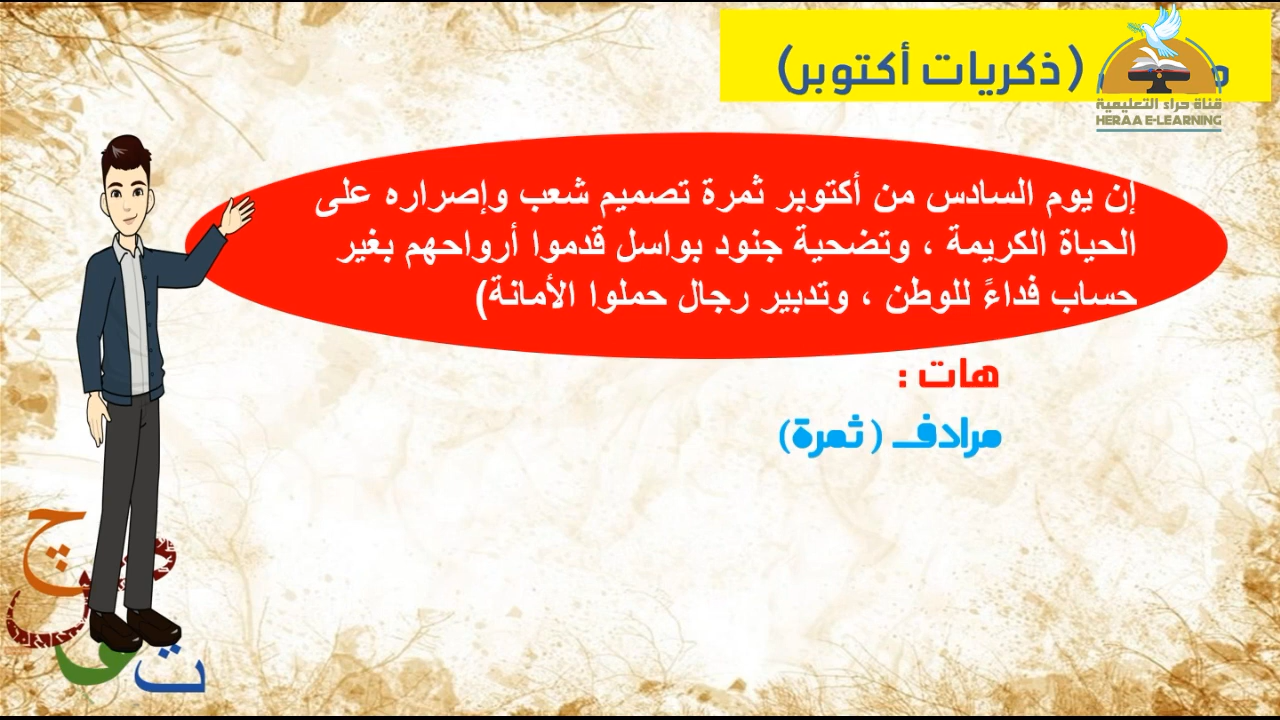 (ذكريات أكتوبر)
قناة حراء التعليمية
HERAA E-LEARNING
إن يوم السادس من أكتوبر ثمرة تصميم شعب وإصراره على
الحياة الكريمة ، وتضحية جنود بواسل قدموا أرواحهم بغير
حساب فداءً للوطن ، وتدبير رجال حملوا الأمانة)
هات :
مرادف (ثمرة)